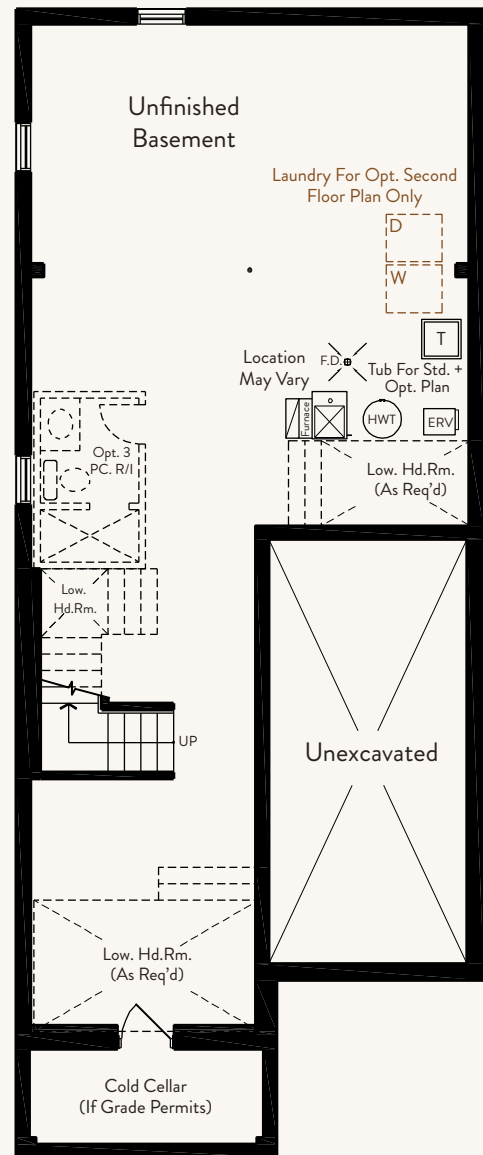 Unfinished
Basement
Laundry For Opt. Second
Floor Plan Only
D
W
T
Location
May Vary
F.D.
Tub For Std. +
Opt. Plan
Furnace
HWT
ERV
Opt. 3
PC. R/I
Low. Hd.Rm.
(As Req'd)
Low.
Hd.Rm.
UP
Unexcavated
Low. Hd.Rm.
(As Req'd)
Cold Cellar
(If Grade Permits)